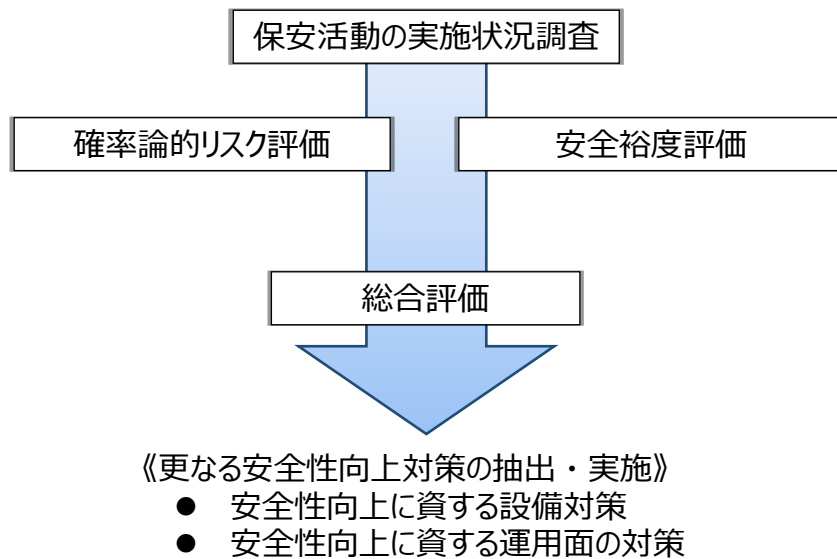 保安活動の実施状況調査
確率論的リスク評価
安全裕度評価
総合評価
《更なる安全性向上対策の抽出・実施》
● 安全性向上に資する設備対策
● 安全性向上に資する運用面の対策